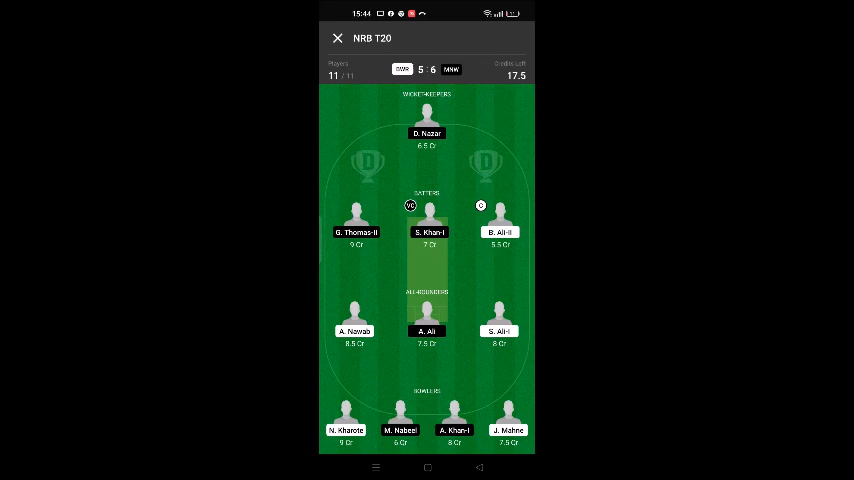 15:44
NRB T20
Players
11 / 11
BWR 5 : 6 MNW
Credits Left
17.5
WICKET-KEEPERS
D. Nazar
6.5 Cr
D D
BATTERS
VC C
G. Thomas-II S. Khan-I B. Ali-II
9 Cr 7 Cr 5.5 Cr
ALL-ROUNDERS
A. Nawab A. Ali S. Ali-I
8.5 Cr 7.5 Cr 8 Cr
BOWLERS
N. Kharote M. Nabeel A. Khan-I J. Mahne
9 Cr 6 Cr 8 Cr 7.5 Cr